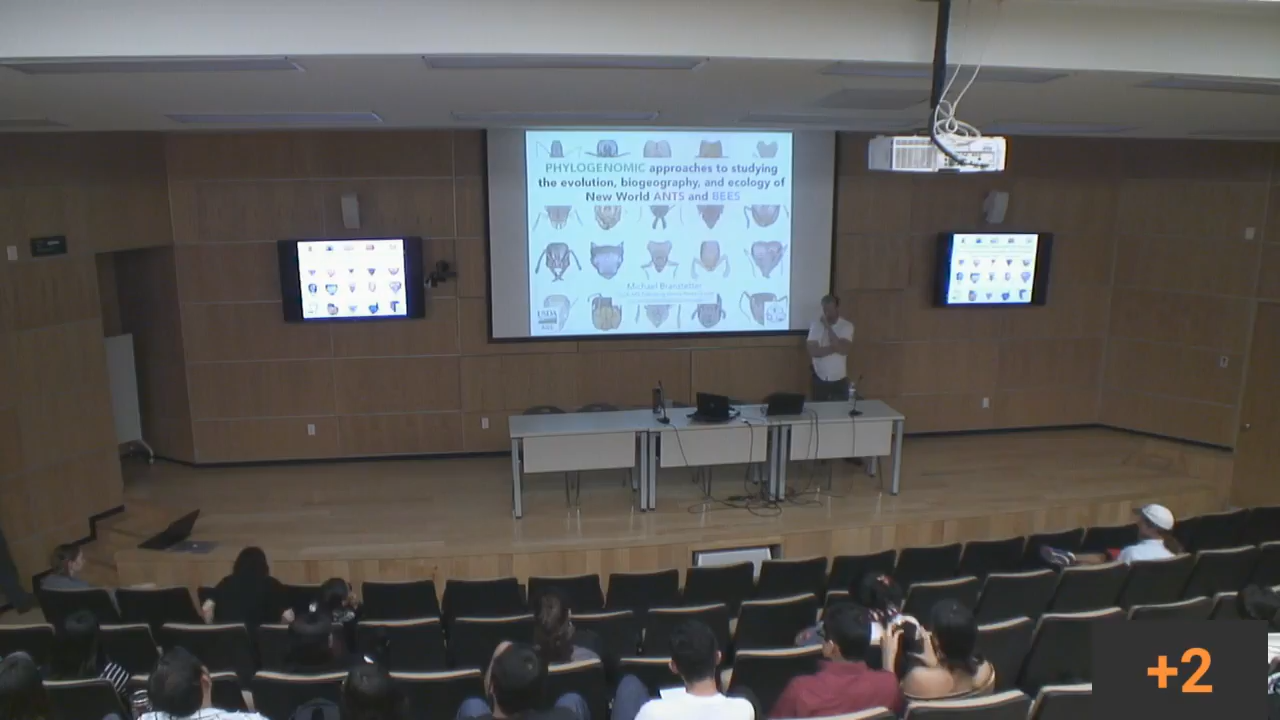 PHYLOGENOMIC approaches to studying
the evolution, biogeography, and ecology of
New World ANTS and BEES
Michael Branstetter
USDA
+2